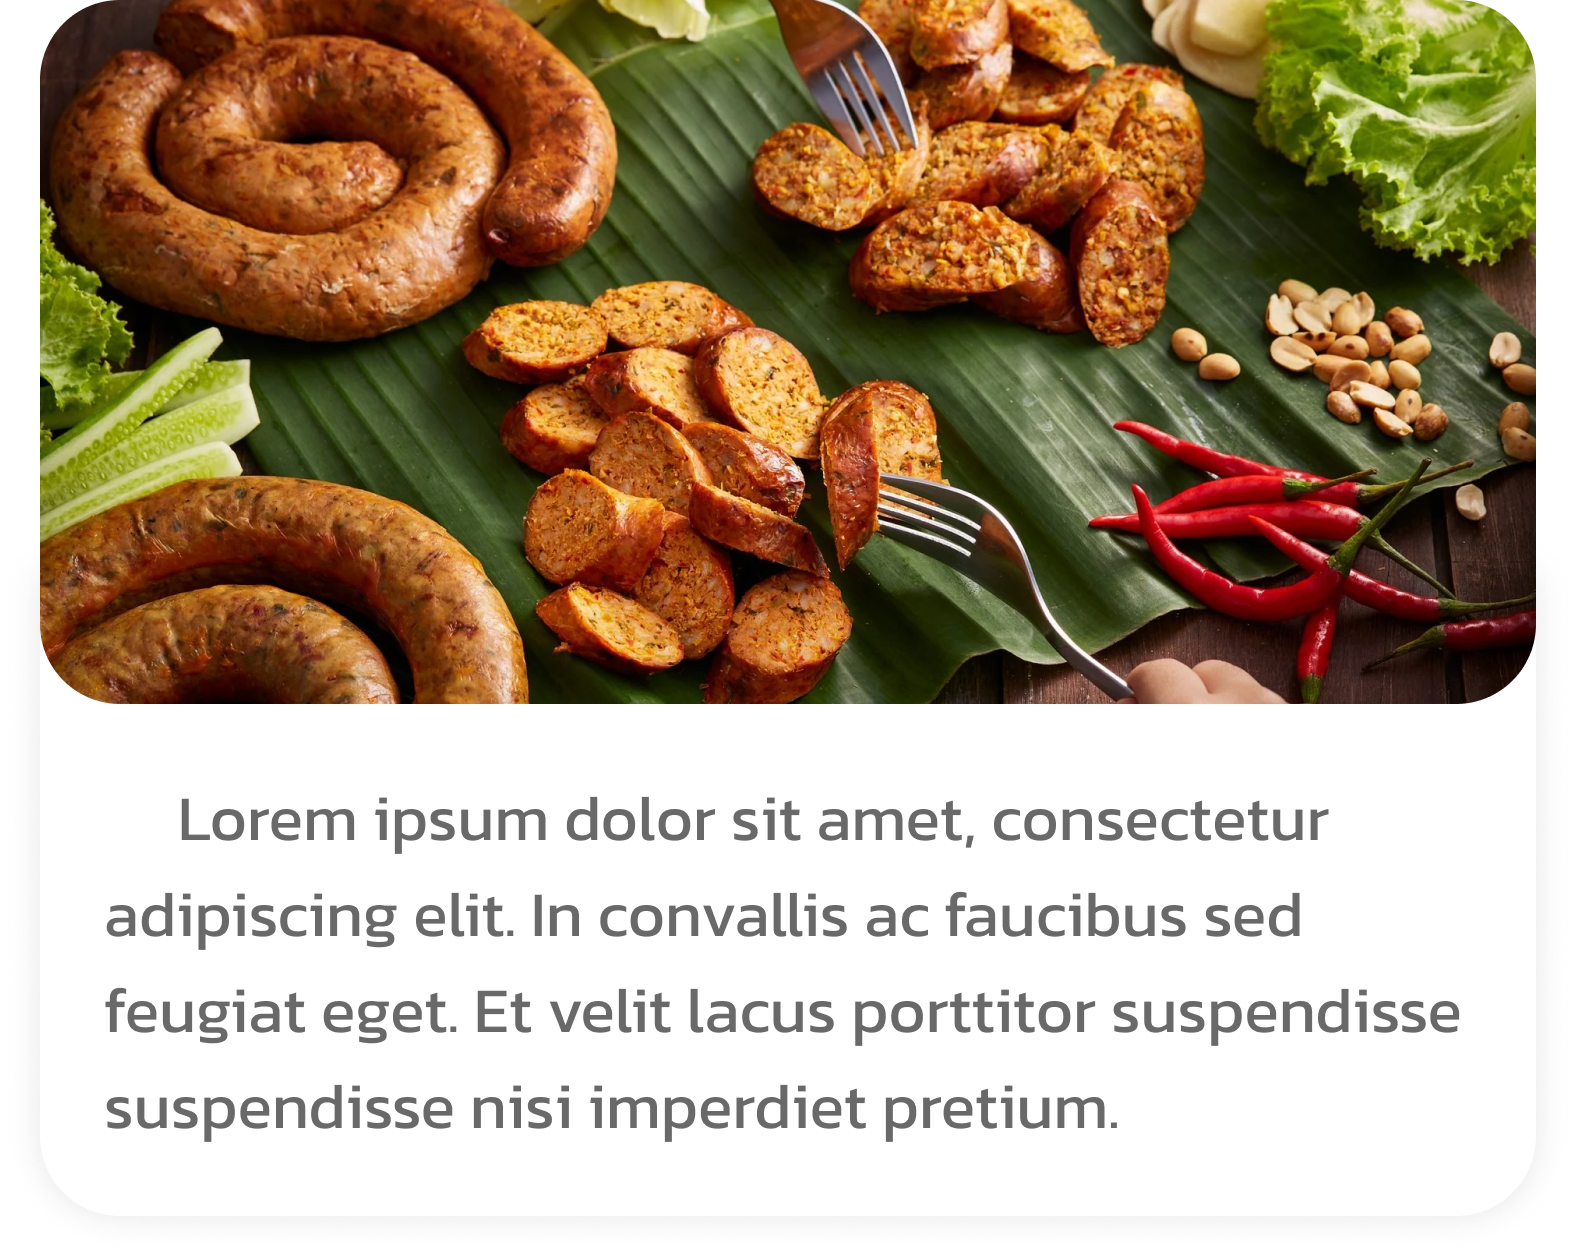 Lorem ipsum dolor sit amet, consectetur
adipiscing elit. In convallis ac faucibus sed
feugiat eget. Et velit lacus porttitor suspendisse
suspendisse nisi imperdiet pretium.